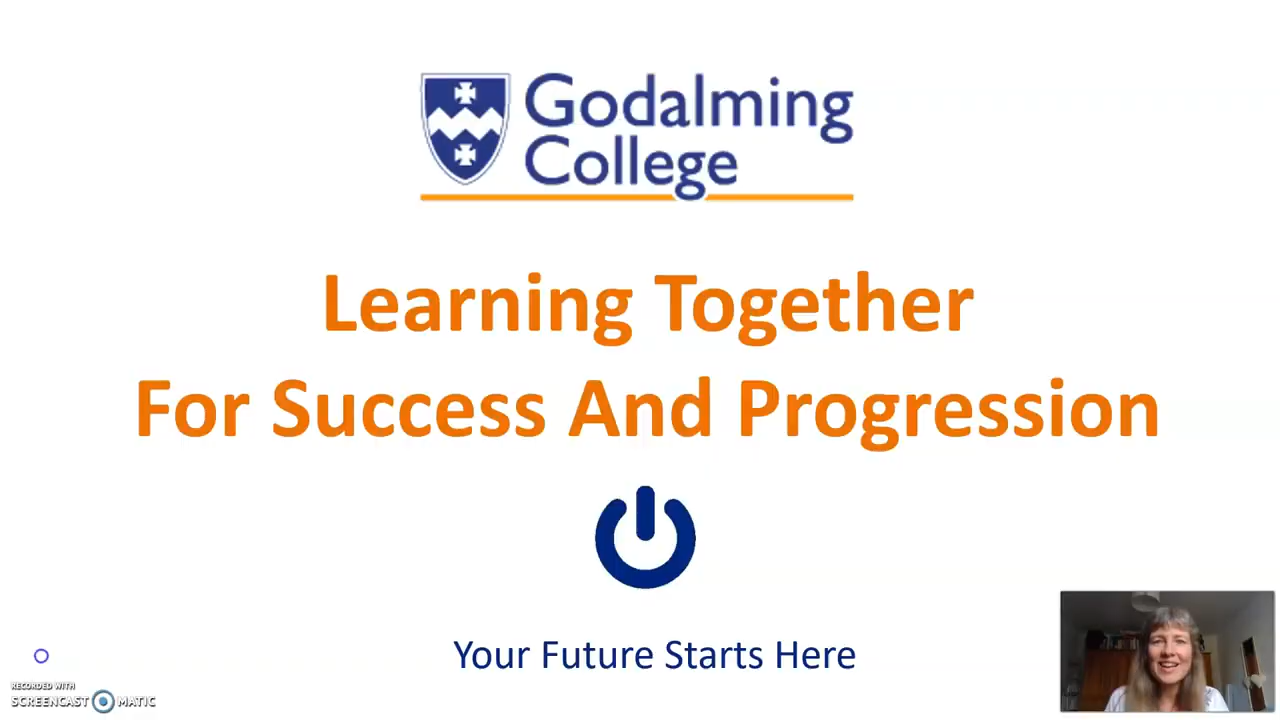 Godalming
College
Learning Together
For Success And Progression
Your Future Starts Here
RECORDED WITH
SCREENCAST MATIC